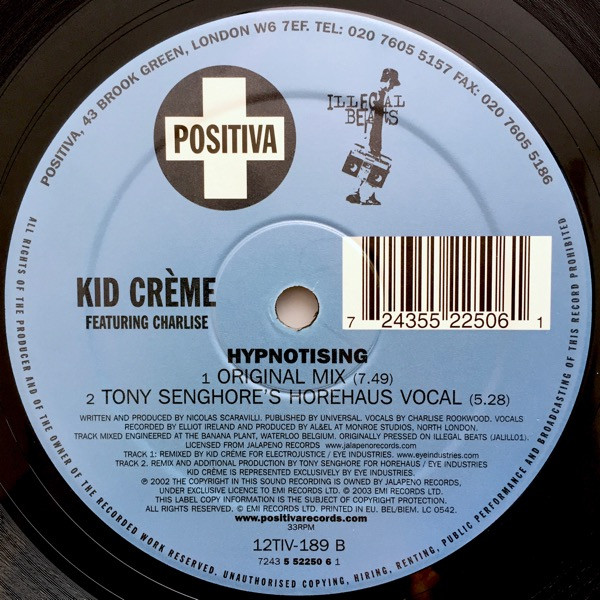 POSITIVA, 43 BROOK GREEN, LONDON W6 7EF. TEL: 020 7605 5157 FAX: 020 7605 5186
POSITIVA
ILLEGAL
BEATS
KID CRÈME
FEATURING CHARLISE
7 24355 22506 1
HYPNOTISING
1 ORIGINAL MIX (7.49)
2 TONY SENGHORE'S HOREHAUS VOCAL (5.28)
WRITTEN AND PRODUCED BY NICOLAS SCARAVILLI. PUBLISHED BY UNIVERSAL. VOCALS BY CHARLISE ROOKWOOD. VOCALS
RECORDED BY ELLIOT IRELAND AND PRODUCED BY AL&EL AT MONROE STUDIOS, NORTH LONDON.
TRACK MIXED ENGINEERED AT THE BANANA PLANT, WATERLOO BELGIUM. ORIGINALLY PRESSED ON ILLEGAL BEATS (JALILL01).
LICENSED FROM JALAPENO RECORDS www.jalapenorecords.com
TRACK 1: REMIXED BY KID CRÉME FOR ELECTROJUSTICE / EYE INDUSTRIES. www.eyeindustries.com
TRACK 2. REMIX AND ADDITIONAL PRODUCTION BY TONY SENGHORE FOR HOREHAUS / EYE INDUSTRIES
KID CRÈME IS REPRESENTED EXCLUSIVELY BY EYE INDUSTRIES.
℗ 2002 THE COPYRIGHT IN THIS SOUND RECORDING IS OWNED BY JALAPENO RECORDS,
UNDER EXCLUSIVE LICENCE TO EMI RECORDS LTD. © 2003 EMI RECORDS LTD.
THIS LABEL COPY INFORMATION IS THE SUBJECT OF COPYRIGHT PROTECTION.
ALL RIGHTS RESERVED. © EMI RECORDS LTD. PRINTED IN EU. BEL/BIEM. LC 0542.
www.positivarecords.com
33RPM
12TIV-189 B
7243 5 52250 6 1
ALL RIGHTS OF THE PRODUCER AND OF THE OWNER OF THE RECORDED WORK RESERVED. UNAUTHORISED COPYING, HIRING, RENTING, PUBLIC PERFORMANCE AND BROADCASTING OF THIS RECORD PROHIBITED